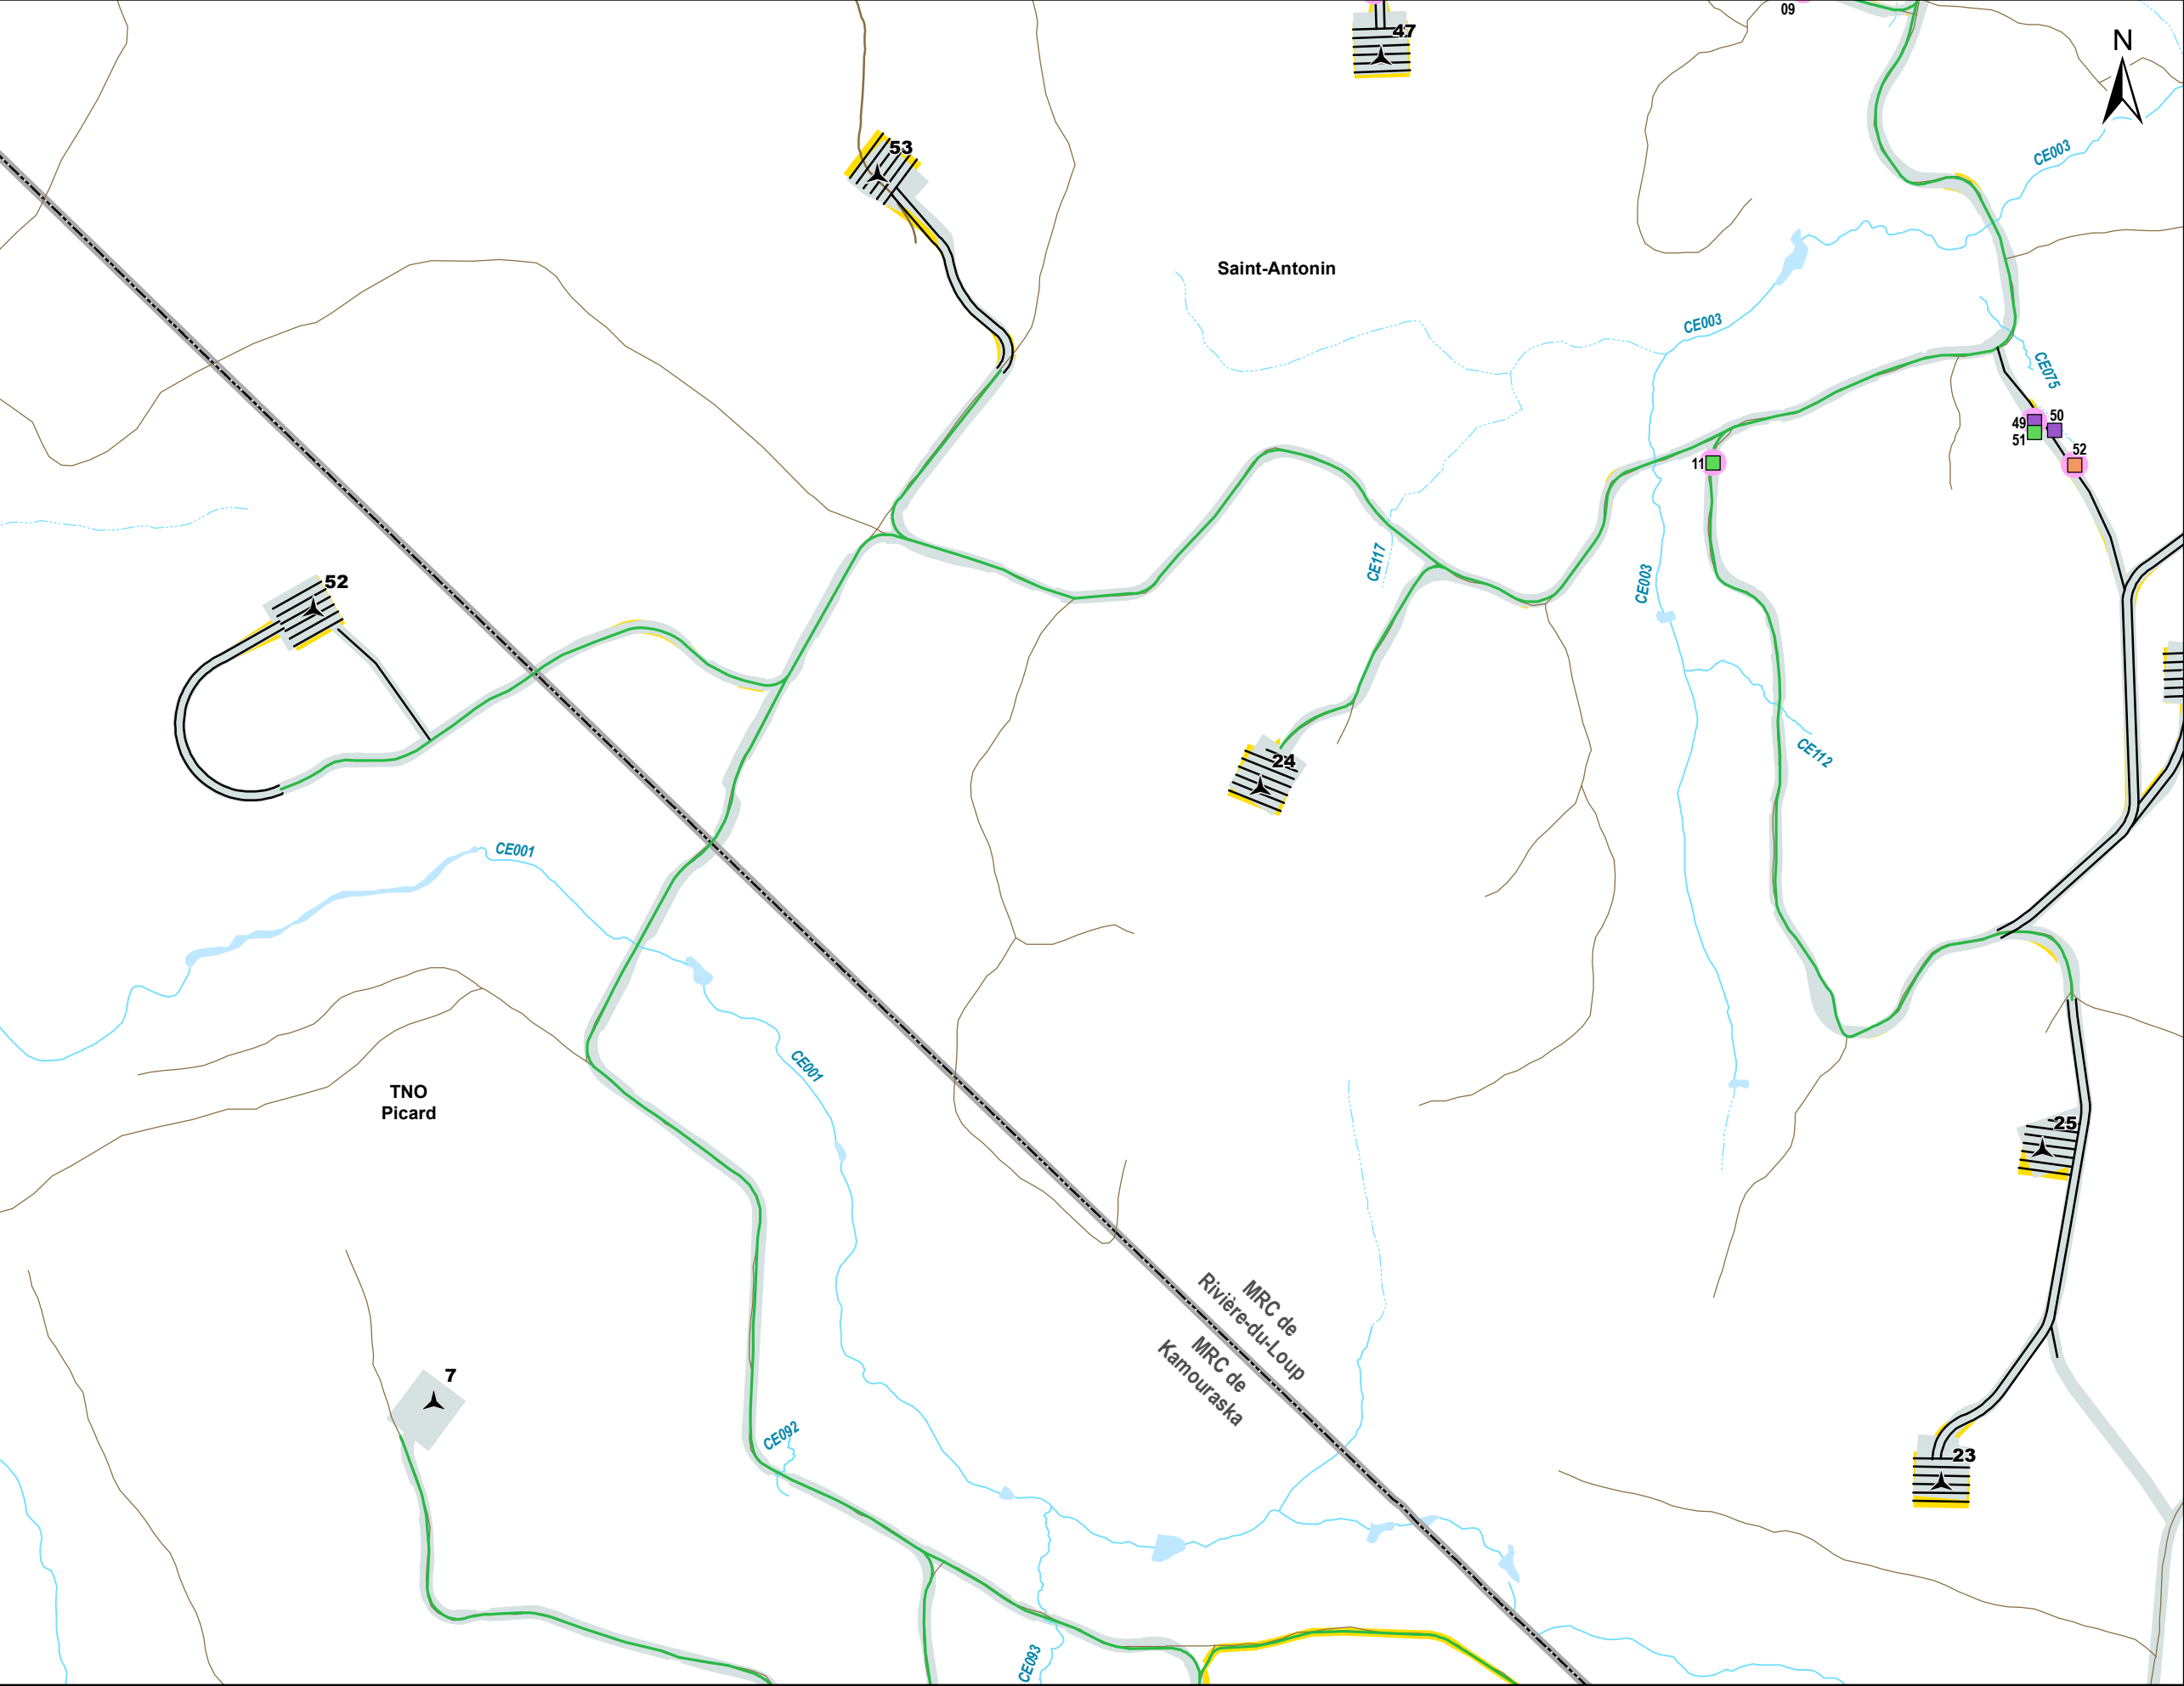 09
47
N
53
CE003
Saint-Antonin
CE003
CE075
49
50
51
52
11
CE117
CE003
52
24
CE112
CE001
CE001
TNO
Picard
25
MRC de
Rivière-du-Loup
MRC de
Kamouraska
7
CE092
23
CE093